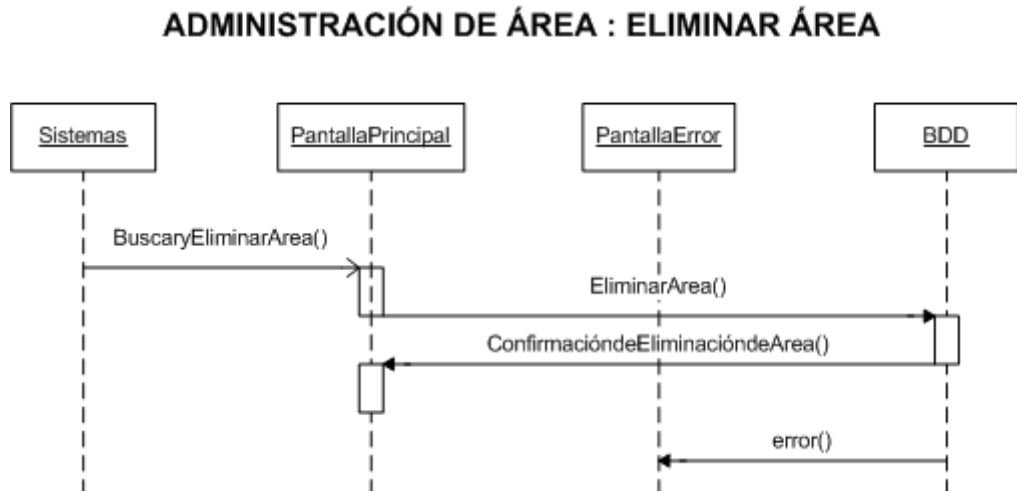 ADMINISTRACIÓN DE ÁREA : ELIMINAR ÁREA
Sistemas
PantallaPrincipal
PantallaError
BDD
BuscaryEliminarArea()
EliminarArea()
ConfirmacióndeEliminacióndeArea()
error()